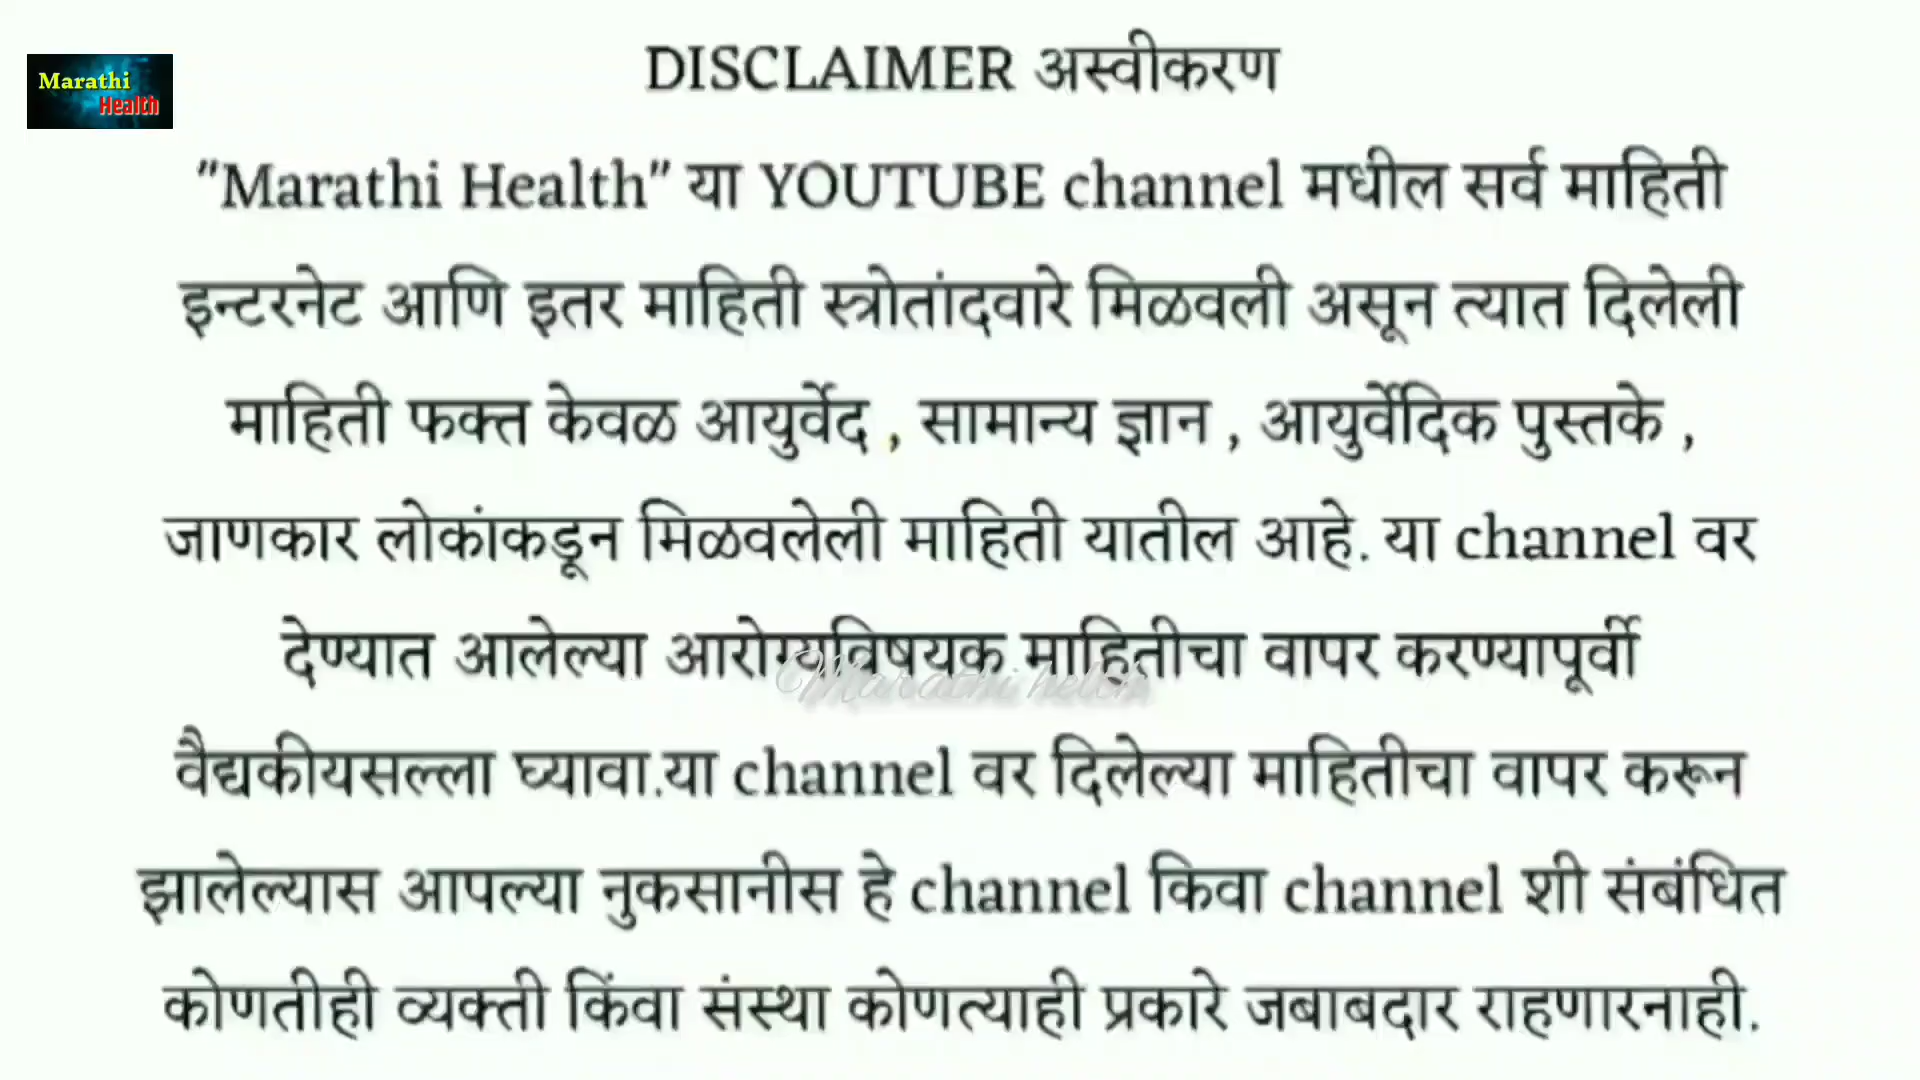 DISCLAIMER अस्वीकरण
Marathi
Health
"Marathi Health" या YOUTUBE channel मधील सर्व माहिती
इन्टरनेट आणि इतर माहिती स्त्रोतांदवारे मिळवली असून त्यात दिलेली
माहिती फक्त केवळ आयुर्वेद , सामान्य ज्ञान , आयुर्वेदिक पुस्तके ,
जाणकार लोकांकडून मिळवलेली माहिती यातील आहे. या channel वर
देण्यात आलेल्या आरोग्यविषयक माहितीचा वापर करण्यापूर्वी
Marathi
वैद्यकीयसल्ला घ्यावा.या channel वर दिलेल्या माहितीचा वापर करून
झालेल्यास आपल्या नुकसानीस हे channel किवा channel शी संबंधित
कोणतीही व्यक्ती किंवा संस्था कोणत्याही प्रकारे जबाबदार राहणारनाही.